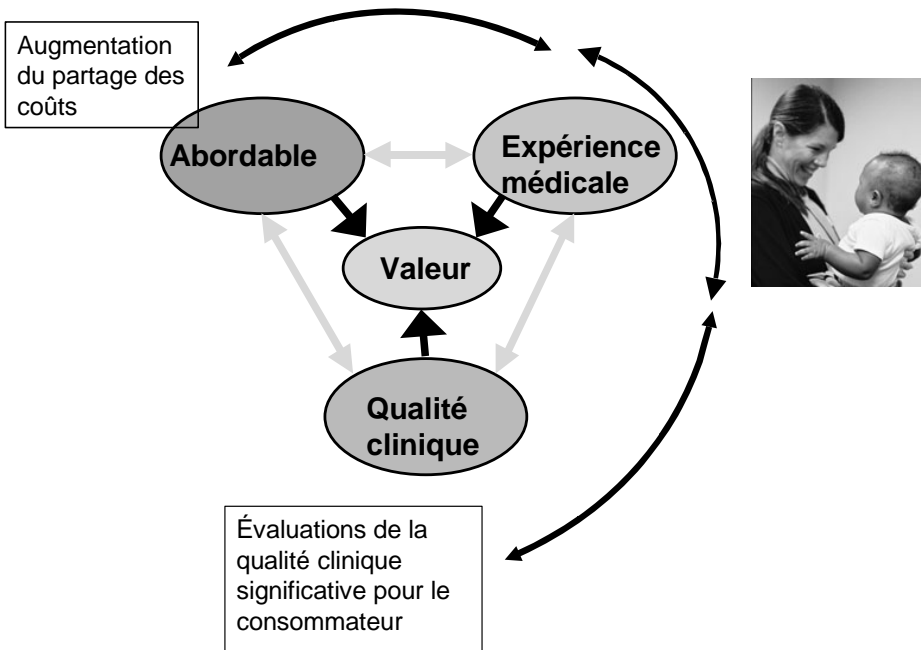 Augmentation
du partage des
coûts
Abordable
Expérience
médicale
Valeur
Qualité
clinique
Évaluations de la
qualité clinique
significative pour le
consommateur